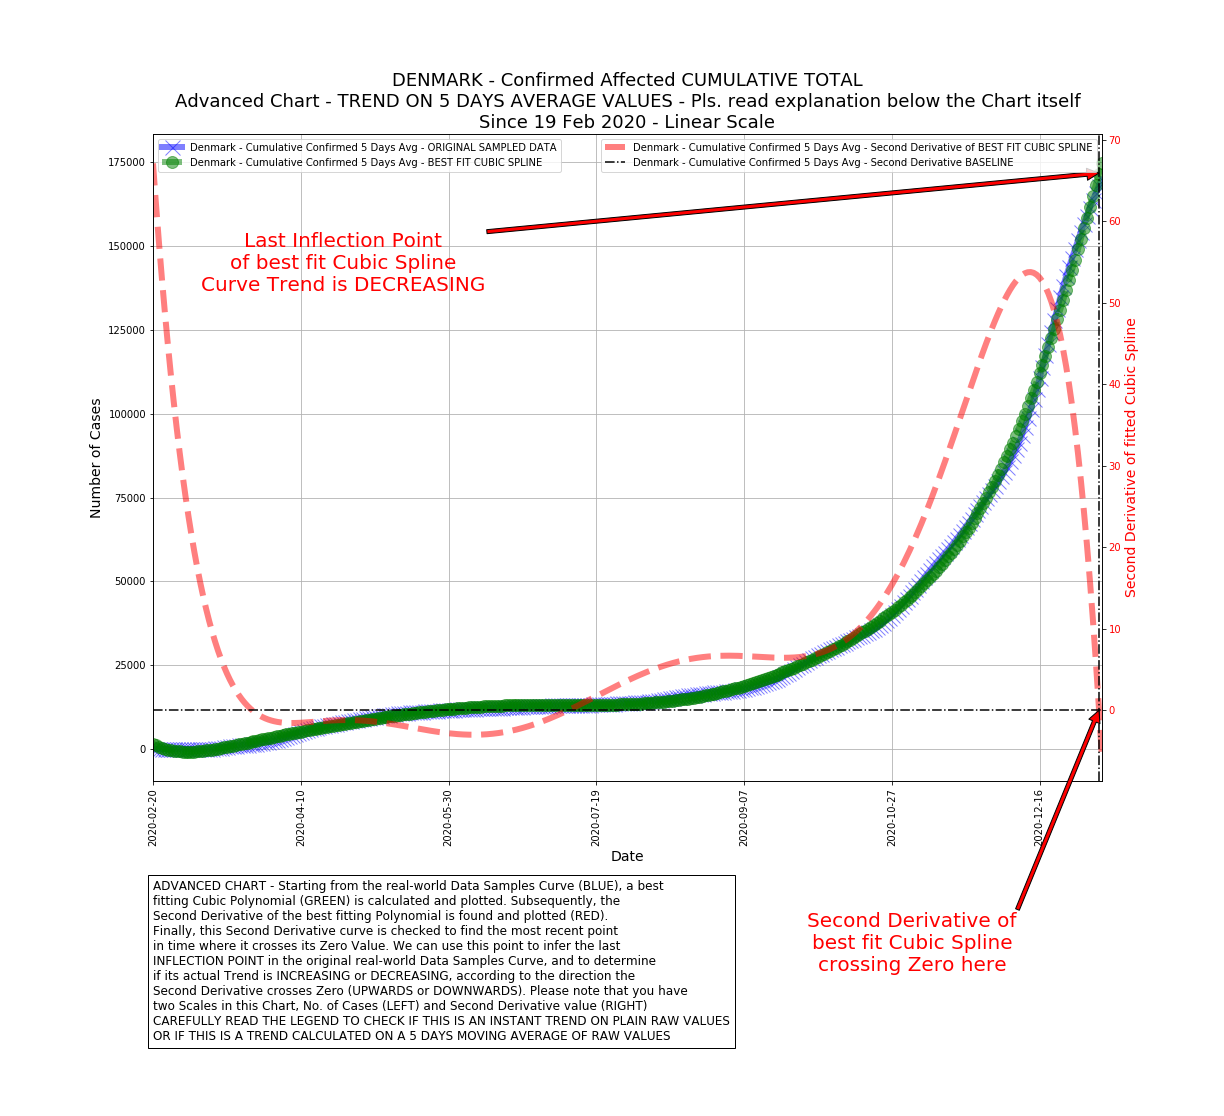 DENMARK - Confirmed Affected CUMULATIVE TOTAL
Advanced Chart - TREND ON 5 DAYS AVERAGE VALUES - Pls. read explanation below the Chart itself
Since 19 Feb 2020 - Linear Scale
Denmark - Cumulative Confirmed 5 Days Avg - ORIGINAL SAMPLED DATA
Denmark - Cumulative Confirmed 5 Days Avg - BEST FIT CUBIC SPLINE
Denmark - Cumulative Confirmed 5 Days Avg - Second Derivative of BEST FIT CUBIC SPLINE
Denmark - Cumulative Confirmed 5 Days Avg - Second Derivative BASELINE
Last Inflection Point
of best fit Cubic Spline
Curve Trend is DECREASING
Number of Cases
175000
150000
125000
100000
75000
50000
25000
0
70
60
50
40
30
20
10
0
Second Derivative of fitted Cubic Spline
2020-02-20
2020-04-10
2020-05-30
2020-07-19
2020-09-07
2020-10-27
2020-12-16
Date
ADVANCED CHART - Starting from the real-world Data Samples Curve (BLUE), a best
fitting Cubic Polynomial (GREEN) is calculated and plotted. Subsequently, the
Second Derivative of the best fitting Polynomial is found and plotted (RED).
Finally, this Second Derivative curve is checked to find the most recent point
in time where it crosses its Zero Value. We can use this point to infer the last
INFLECTION POINT in the original real-world Data Samples Curve, and to determine
if its actual Trend is INCREASING or DECREASING, according to the direction the
Second Derivative crosses Zero (UPWARDS or DOWNWARDS). Please note that you have
two Scales in this Chart, No. of Cases (LEFT) and Second Derivative value (RIGHT)
CAREFULLY READ THE LEGEND TO CHECK IF THIS IS AN INSTANT TREND ON PLAIN RAW VALUES
OR IF THIS IS A TREND CALCULATED ON A 5 DAYS MOVING AVERAGE OF RAW VALUES
Second Derivative of
best fit Cubic Spline
crossing Zero here